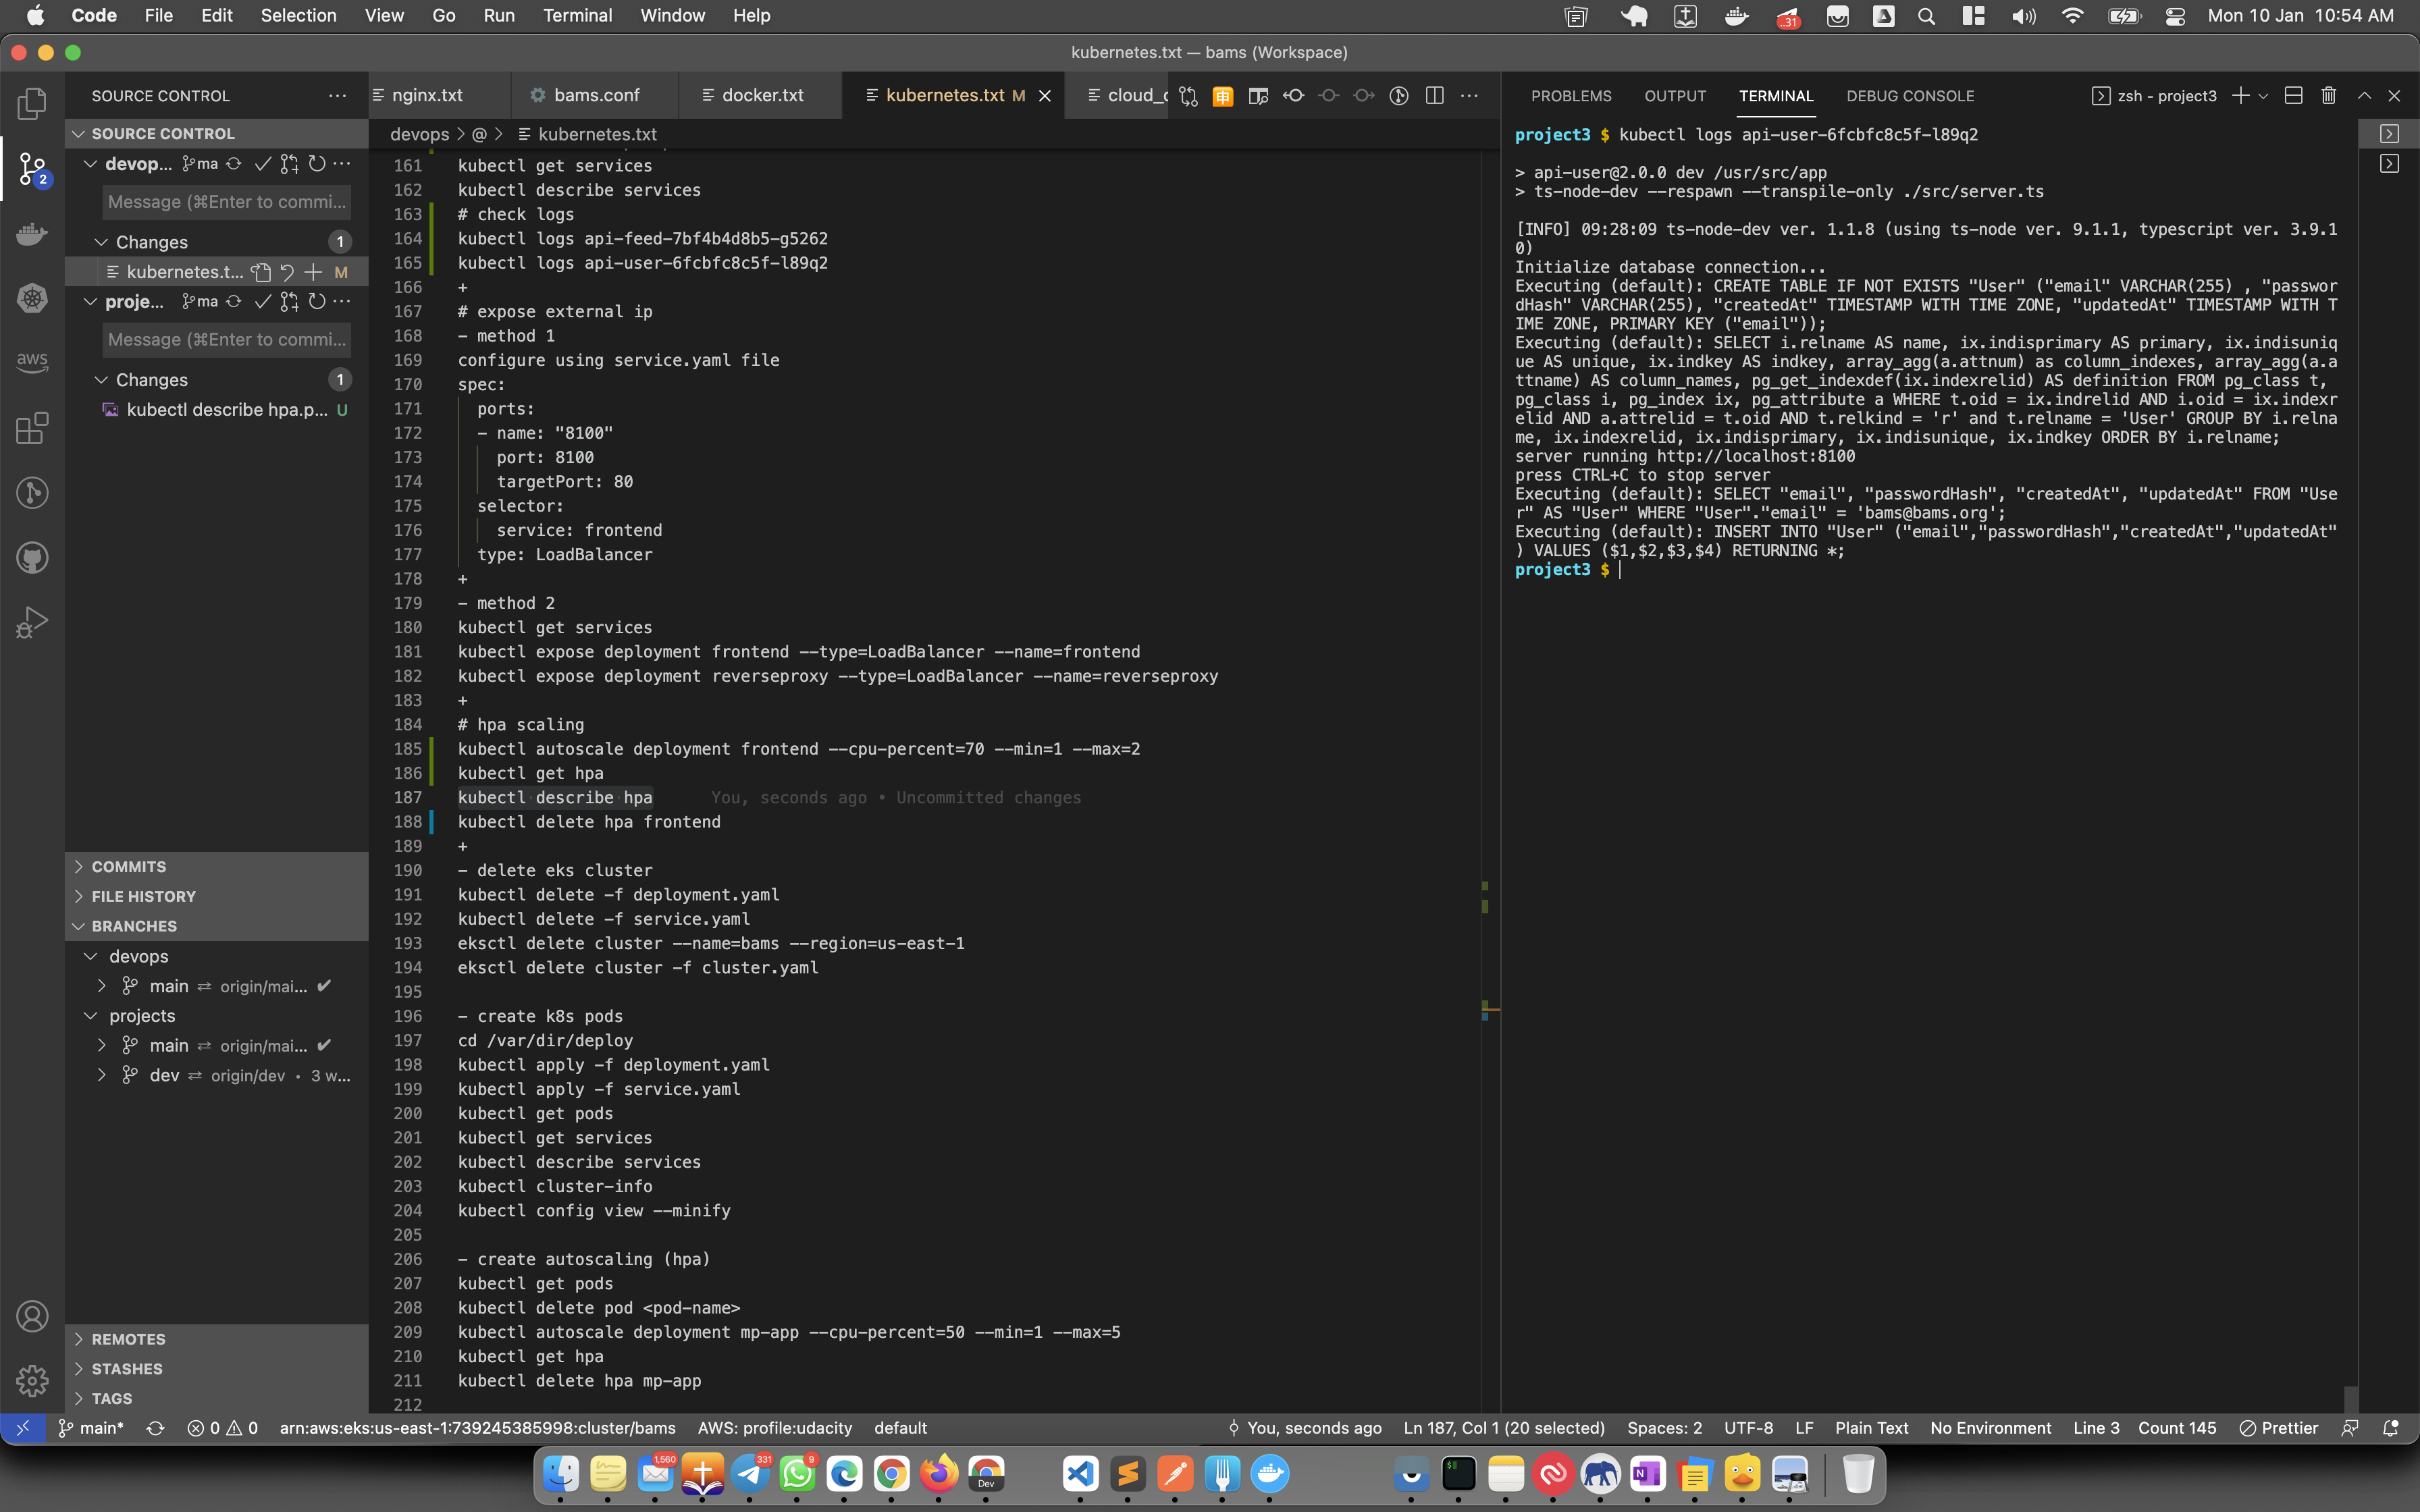 Code File Edit Selection View Go Run Terminal Window Help
..31
Mon 10 Jan 10:54 AM
kubernetes.txt — bams (Workspace)
SOURCE CONTROL
nginx.txt
bams.conf
docker.txt
kubernetes.txt M
PROBLEMS OUTPUT TERMINAL DEBUG CONSOLE
zsh - project3
SOURCE CONTROL
devops > @ > kubernetes.txt
devop... ma
Message (⌘Enter to commi...
Changes 1
kubernetes.t... M
proje... ma
Message (⌘Enter to commi...
Changes 1
kubectl describe hpa.p... U
2
aws
COMMITS
FILE HISTORY
BRANCHES
devops
main ⇄ origin/mai... ✔
projects
main ⇄ origin/mai... ✔
dev ⇄ origin/dev • 3 w...
REMOTES
STASHES
TAGS
161 kubectl get services
162 kubectl describe services
163 # check logs
164 kubectl logs api-feed-7bf4b4d8b5-g5262
165 kubectl logs api-user-6fcbfc8c5f-l89q2
166 +
167 # expose external ip
168 - method 1
169 configure using service.yaml file
170 spec:
171 ports:
172 - name: "8100"
173 port: 8100
174 targetPort: 80
175 selector:
176 service: frontend
177 type: LoadBalancer
178 +
179 - method 2
180 kubectl get services
181 kubectl expose deployment frontend --type=LoadBalancer --name=frontend
182 kubectl expose deployment reverseproxy --type=LoadBalancer --name=reverseproxy
183 +
184 # hpa scaling
185 kubectl autoscale deployment frontend --cpu-percent=70 --min=1 --max=2
186 kubectl get hpa
187 kubectl describe hpa You, seconds ago • Uncommitted changes
188 kubectl delete hpa frontend
189 +
190 - delete eks cluster
191 kubectl delete -f deployment.yaml
192 kubectl delete -f service.yaml
193 eksctl delete cluster --name=bams --region=us-east-1
194 eksctl delete cluster -f cluster.yaml
195
196 - create k8s pods
197 cd /var/dir/deploy
198 kubectl apply -f deployment.yaml
199 kubectl apply -f service.yaml
200 kubectl get pods
201 kubectl get services
202 kubectl describe services
203 kubectl cluster-info
204 kubectl config view --minify
205
206 - create autoscaling (hpa)
207 kubectl get pods
208 kubectl delete pod <pod-name>
209 kubectl autoscale deployment mp-app --cpu-percent=50 --min=1 --max=5
210 kubectl get hpa
211 kubectl delete hpa mp-app
212
project3 $ kubectl logs api-user-6fcbfc8c5f-l89q2
> api-user@2.0.0 dev /usr/src/app
> ts-node-dev --respawn --transpile-only ./src/server.ts
[INFO] 09:28:09 ts-node-dev ver. 1.1.8 (using ts-node ver. 9.1.1, typescript ver. 3.9.1
0)
Initialize database connection...
Executing (default): CREATE TABLE IF NOT EXISTS "User" ("email" VARCHAR(255) , "passwor
dHash" VARCHAR(255), "createdAt" TIMESTAMP WITH TIME ZONE, "updatedAt" TIMESTAMP WITH T
IME ZONE, PRIMARY KEY ("email"));
Executing (default): SELECT i.relname AS name, ix.indisprimary AS primary, ix.indisuniq
ue AS unique, ix.indkey AS indkey, array_agg(a.attnum) as column_indexes, array_agg(a.a
ttname) AS column_names, pg_get_indexdef(ix.indexrelid) AS definition FROM pg_class t,
pg_class i, pg_index ix, pg_attribute a WHERE t.oid = ix.indrelid AND i.oid = ix.indexr
elid AND a.attrelid = t.oid AND t.relkind = 'r' and t.relname = 'User' GROUP BY i.relna
me, ix.indexrelid, ix.indisprimary, ix.indisunique, ix.indkey ORDER BY i.relname;
server running http://localhost:8100
press CTRL+C to stop server
Executing (default): SELECT "email", "passwordHash", "createdAt", "updatedAt" FROM "Use
r" AS "User" WHERE "User"."email" = 'bams@bams.org';
Executing (default): INSERT INTO "User" ("email","passwordHash","createdAt","updatedAt"
) VALUES ($1,$2,$3,$4) RETURNING *;
project3 $
main* 0 0 arn:aws:eks:us-east-1:739245385998:cluster/bams AWS: profile:udacity default
You, seconds ago Ln 187, Col 1 (20 selected) Spaces: 2 UTF-8 LF Plain Text No Environment Line 3 Count 145 Prettier
1,560 331 9 Dev